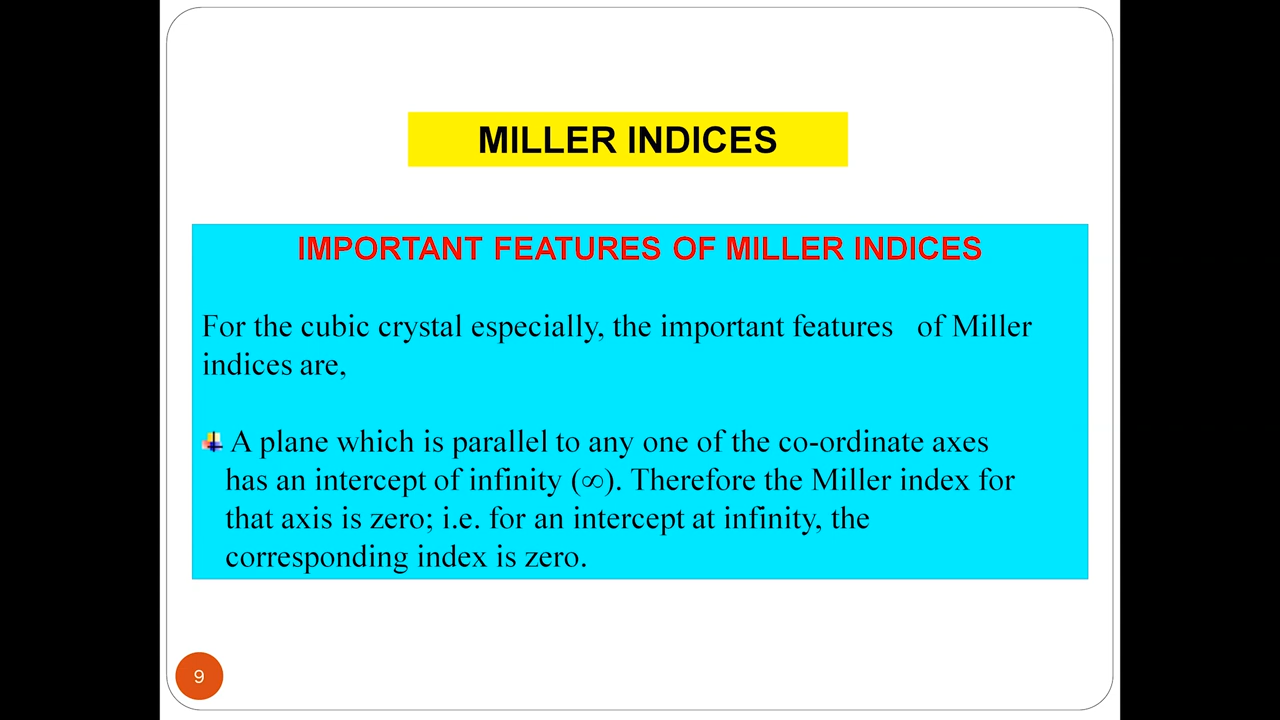 MILLER INDICES
IMPORTANT FEATURES OF MILLER INDICES
For the cubic crystal especially, the important features of Miller
indices are,
A plane which is parallel to any one of the co-ordinate axes
has an intercept of infinity (∞). Therefore the Miller index for
that axis is zero; i.e. for an intercept at infinity, the
corresponding index is zero.
9